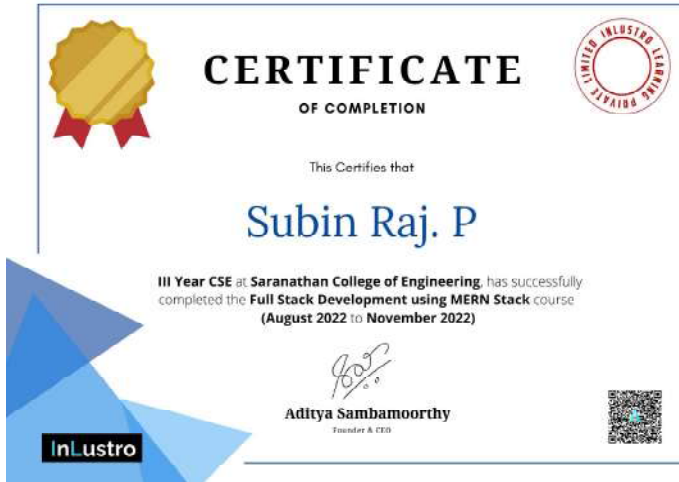 CERTIFICATE
OF COMPLETION
INLUSTRO LEARNING PRIVATE LIMITED
This Certifies that
Subin Raj. P
III Year CSE at Saranathan College of Engineering, has successfully
completed the Full Stack Development using MERN Stack course
(August 2022 to November 2022)
Aditya Sambamoorthy
Founder & CEO
InLustro